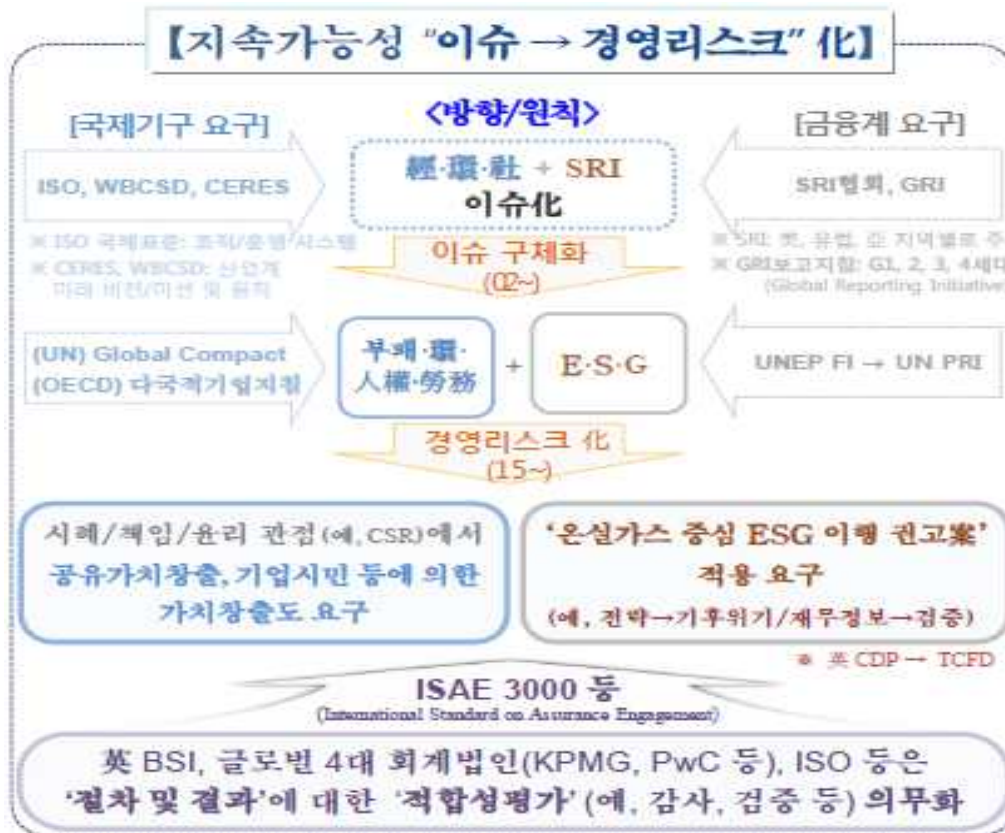 【지속가능성 “이슈 → 경영리스크” 化】
<방향/원칙>
[국제기구 요구]
[금융계 요구]
ISO, WBCSD, CERES
經·環·社 + SRI
이슈化
SRI협회, GRI
※ ISO 국제표준: 조직/운영 시스템
※ CERES, WBCSD: 산업계
미래 비전/미션 및 원칙
이슈 구체화
(02~)
※ SRI: 美, 유럽, 亞 지역별로 주
※ GRI보고지침: G1, 2, 3, 4세대
(Global Reporting Initiative)
(UN) Global Compact
(OECD) 다국적기업지침
부패·環·
人權·勞務
+
E·S·G
UNEP FI → UN PRI
경영리스크 化
(15~)
시례/책임/윤리 관점(예, CSR)에서
공유가치창출, 기업시민 등에 의한
가치창출도 요구
‘온실가스 중심 ESG 이행 권고案’
적용 요구
(예, 전략→기후위기/재무정보→검증)
※ 英 CDP → TCFD
ISAE 3000 등
(International Standard on Assurance Engagement)
英 BSI, 글로벌 4대 회계법인(KPMG, PwC 등), ISO 등은
‘절차 및 결과’에 대한 ‘적합성평가’ (예, 감사, 검증 등) 의무화